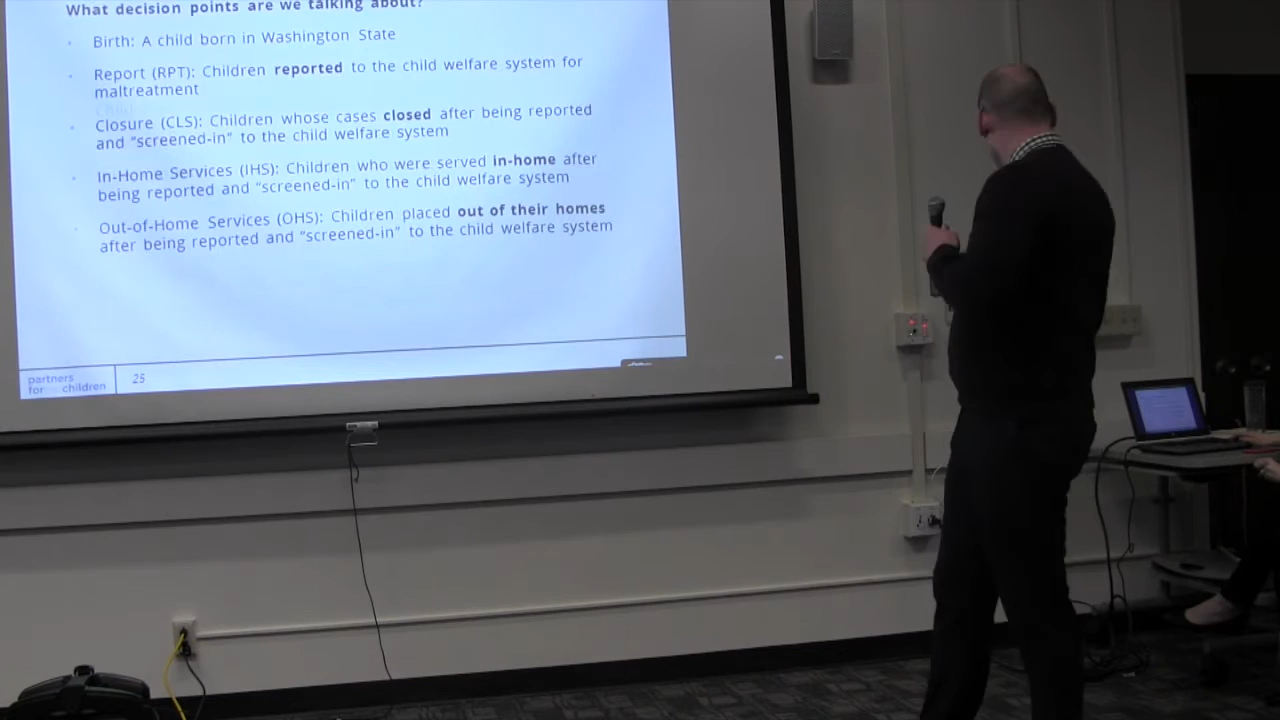 What decision points are we talking about?
Birth: A child born in Washington State
Report (RPT): Children reported to the child welfare system for
maltreatment
Closure (CLS): Children whose cases closed after being reported
and “screened-in” to the child welfare system
In-Home Services (IHS): Children who were served in-home after
being reported and “screened-in” to the child welfare system
Out-of-Home Services (OHS): Children placed out of their homes
after being reported and “screened-in” to the child welfare system
partners
for children
25